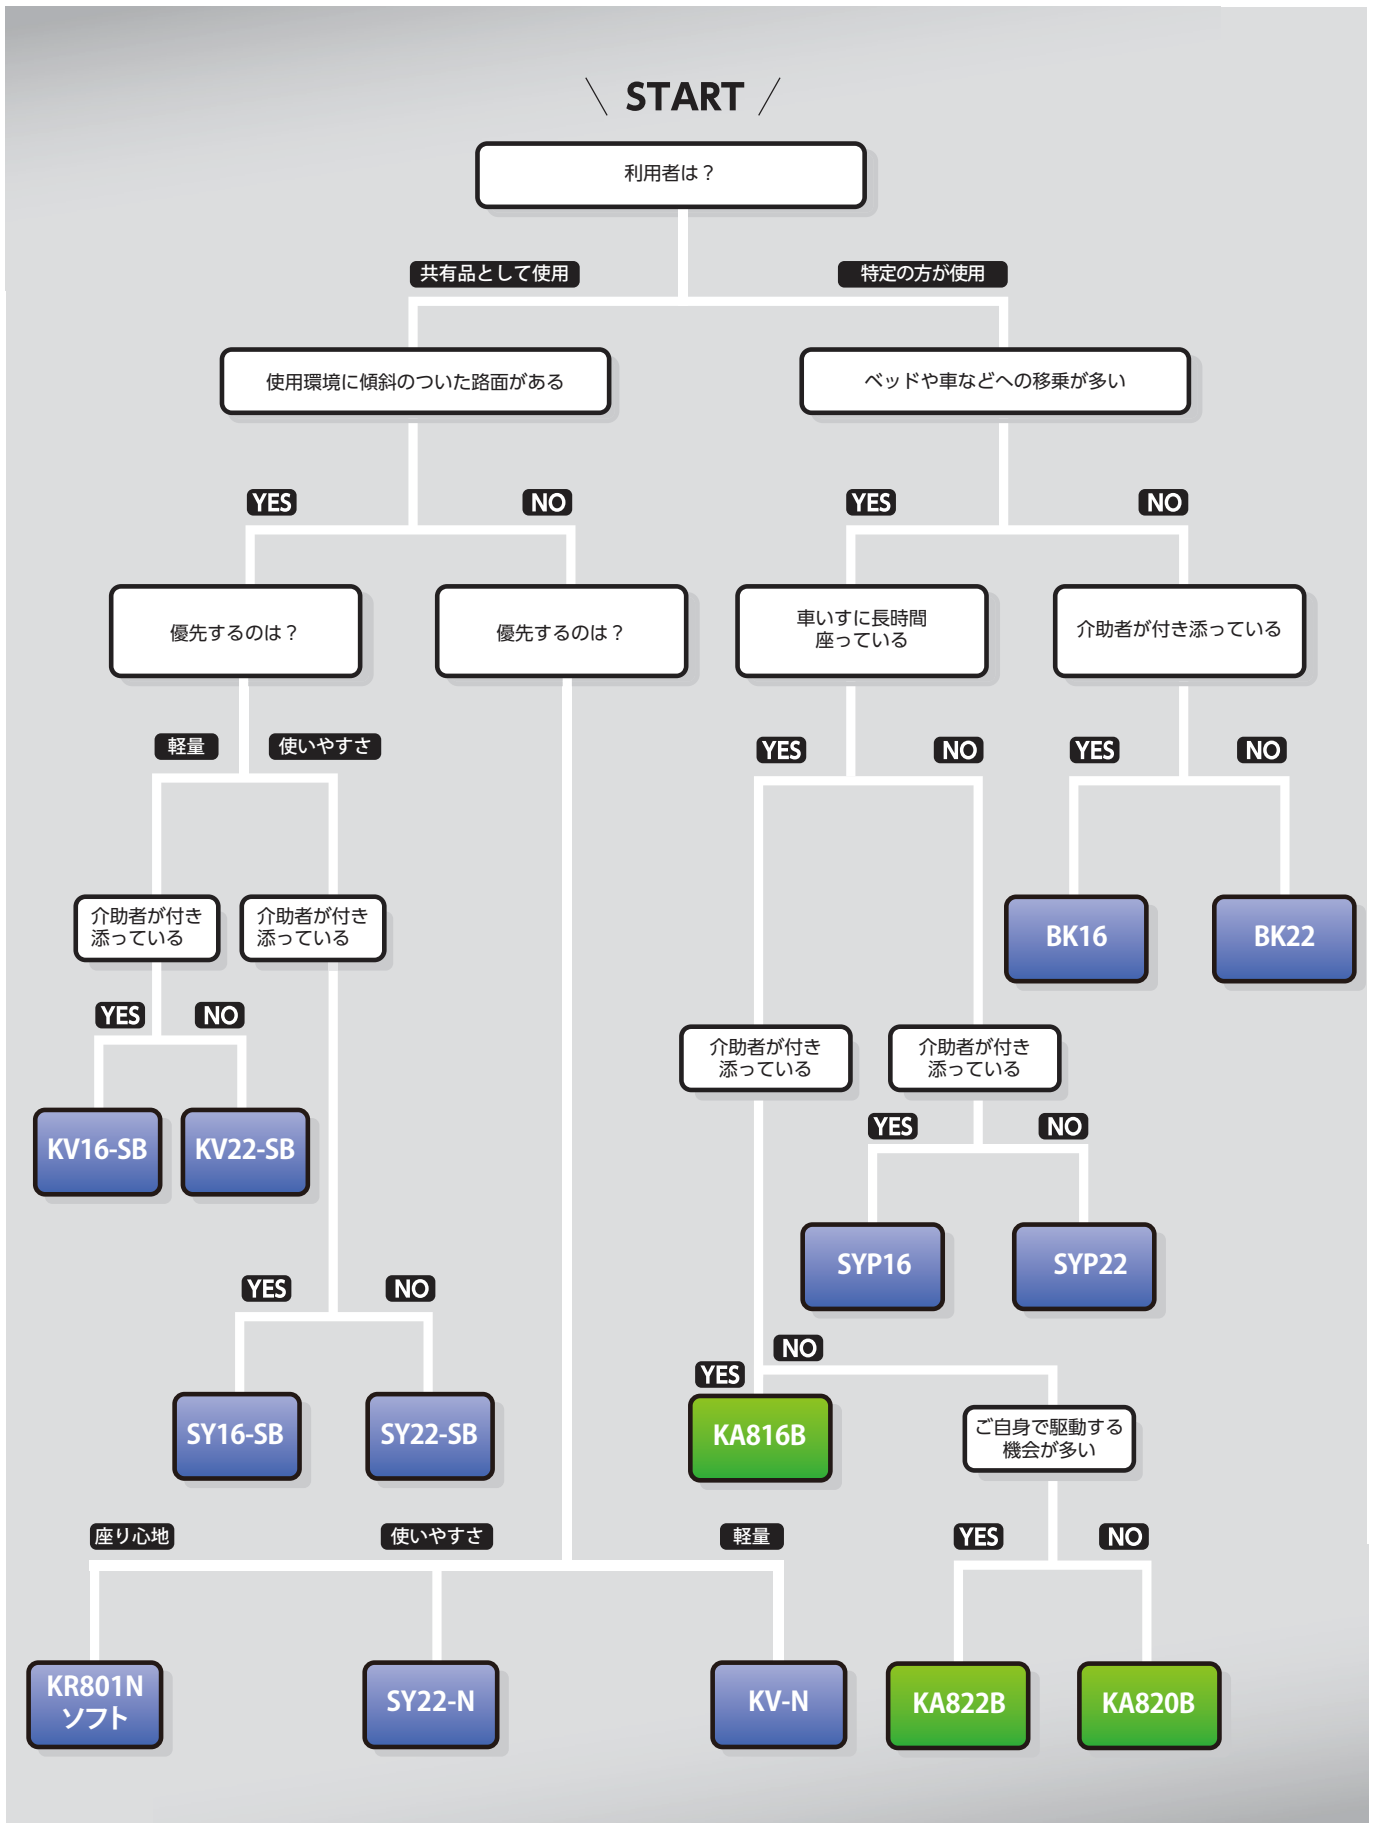 START
利用者は？
共有品として使用
特定の方が使用
使用環境に傾斜のついた路面がある
ベッドや車などへの移乗が多い
YES
NO
YES
NO
優先するのは？
優先するのは？
車いすに長時間
座っている
介助者が付き添っている
軽量
使いやすさ
YES
NO
YES
NO
介助者が付き
添っている
介助者が付き
添っている
BK16
BK22
YES
NO
介助者が付き
添っている
介助者が付き
添っている
KV16-SB
KV22-SB
YES
NO
SYP16
SYP22
YES
NO
NO
YES
SY16-SB
SY22-SB
KA816B
ご自身で駆動する
機会が多い
座り心地
使いやすさ
軽量
YES
NO
KR801N
ソフト
SY22-N
KV-N
KA822B
KA820B